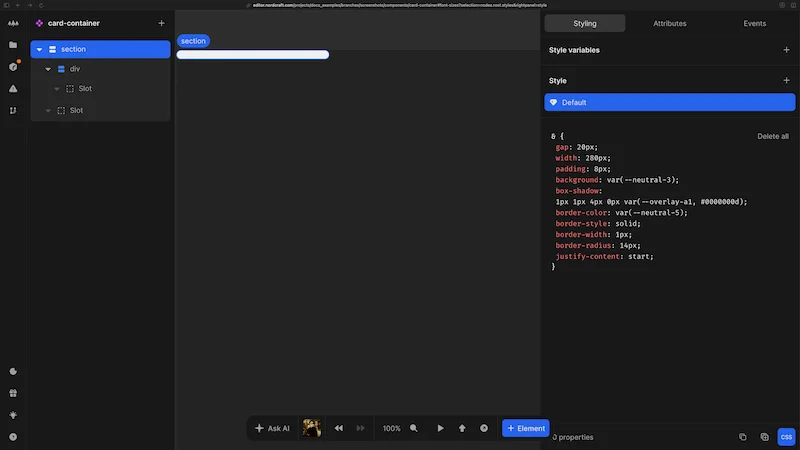 editor.nordcraft.com/projects/docs_examples/branches/screenshots/components/card-container
card-container
section
div
Slot
Slot
section
Styling
Attributes
Events
Style variables
Style
Default
Delete all
& {
gap: 20px;
width: 280px;
padding: 8px;
background: var(--neutral-3);
box-shadow:
1px 1px 4px 0px var(--overlay-a1, #0000000d);
border-color: var(--neutral-5);
border-style: solid;
border-width: 1px;
border-radius: 14px;
justify-content: start;
}
Ask AI
100%
+ Element
0 properties
CSS